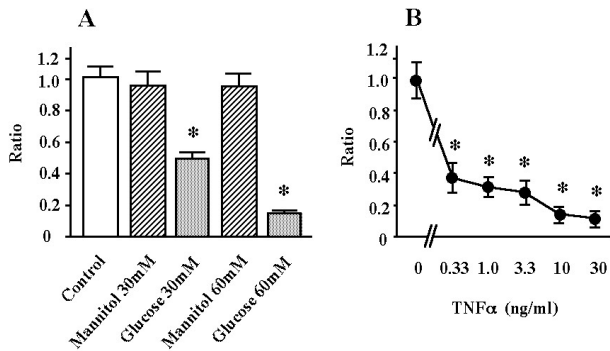 A
B
1.2
1.0
0.8
0.6
0.4
0.2
0
Ratio
*
*
Control
Mannitol 30mM
Glucose 30mM
Mannitol 60mM
Glucose 60mM
1.2
1.0
0.8
0.6
0.4
0.2
0
Ratio
* * * * *
0 0.33 1.0 3.3 10 30
TNFα (ng/ml)